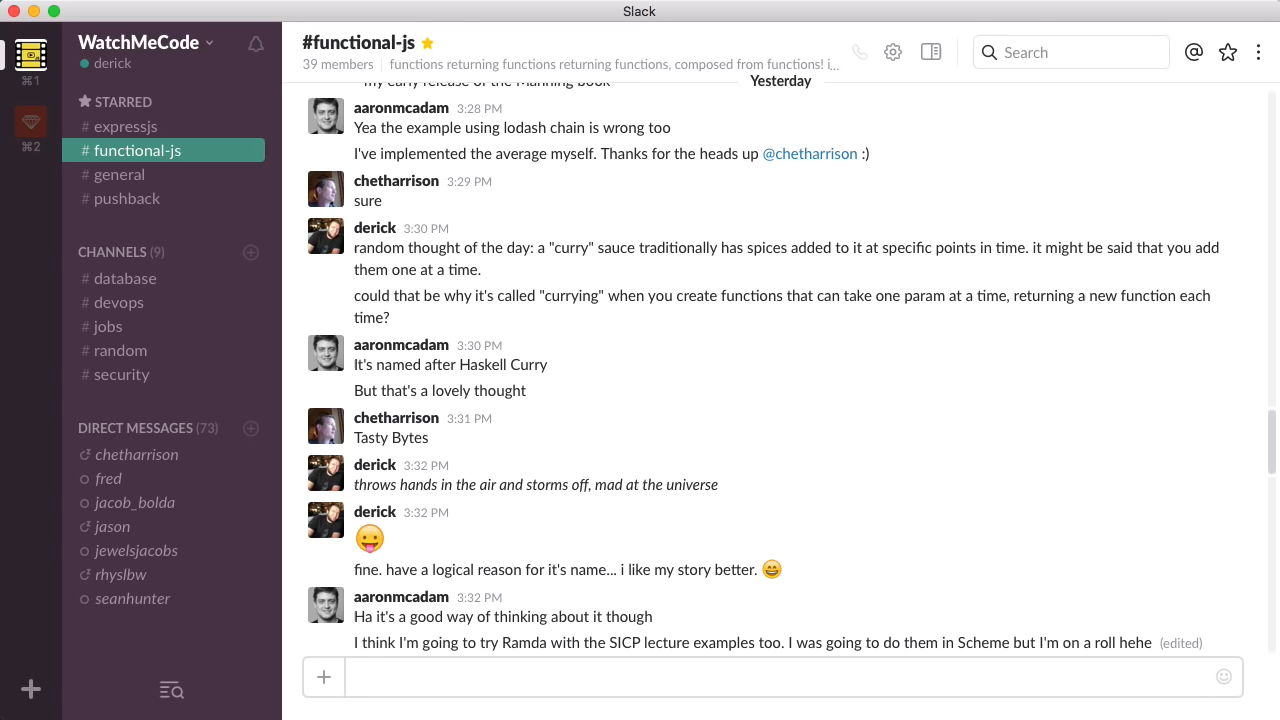 Slack
WatchMeCode
derick
⌘1
⌘2
STARRED
# expressjs
# functional-js
# general
# pushback
CHANNELS (9)
# database
# devops
# jobs
# random
# security
DIRECT MESSAGES (73)
chetharrison
fred
jacob_bolda
jason
jewelsjacobs
rhyslbw
seanhunter
#functional-js
39 members | functions returning functions returning functions, composed from functions! i...
Search
my early release of the Manning book
Yesterday
aaronmcadam 3:28 PM
Yea the example using lodash chain is wrong too
I've implemented the average myself. Thanks for the heads up @chetharrison :)
chetharrison 3:29 PM
sure
derick 3:30 PM
random thought of the day: a "curry" sauce traditionally has spices added to it at specific points in time. it might be said that you add
them one at a time.
could that be why it's called "currying" when you create functions that can take one param at a time, returning a new function each
time?
aaronmcadam 3:30 PM
It's named after Haskell Curry
But that's a lovely thought
chetharrison 3:31 PM
Tasty Bytes
derick 3:32 PM
throws hands in the air and storms off, mad at the universe
derick 3:32 PM
fine. have a logical reason for it's name... i like my story better.
aaronmcadam 3:32 PM
Ha it's a good way of thinking about it though
I think I'm going to try Ramda with the SICP lecture examples too. I was going to do them in Scheme but I'm on a roll hehe (edited)